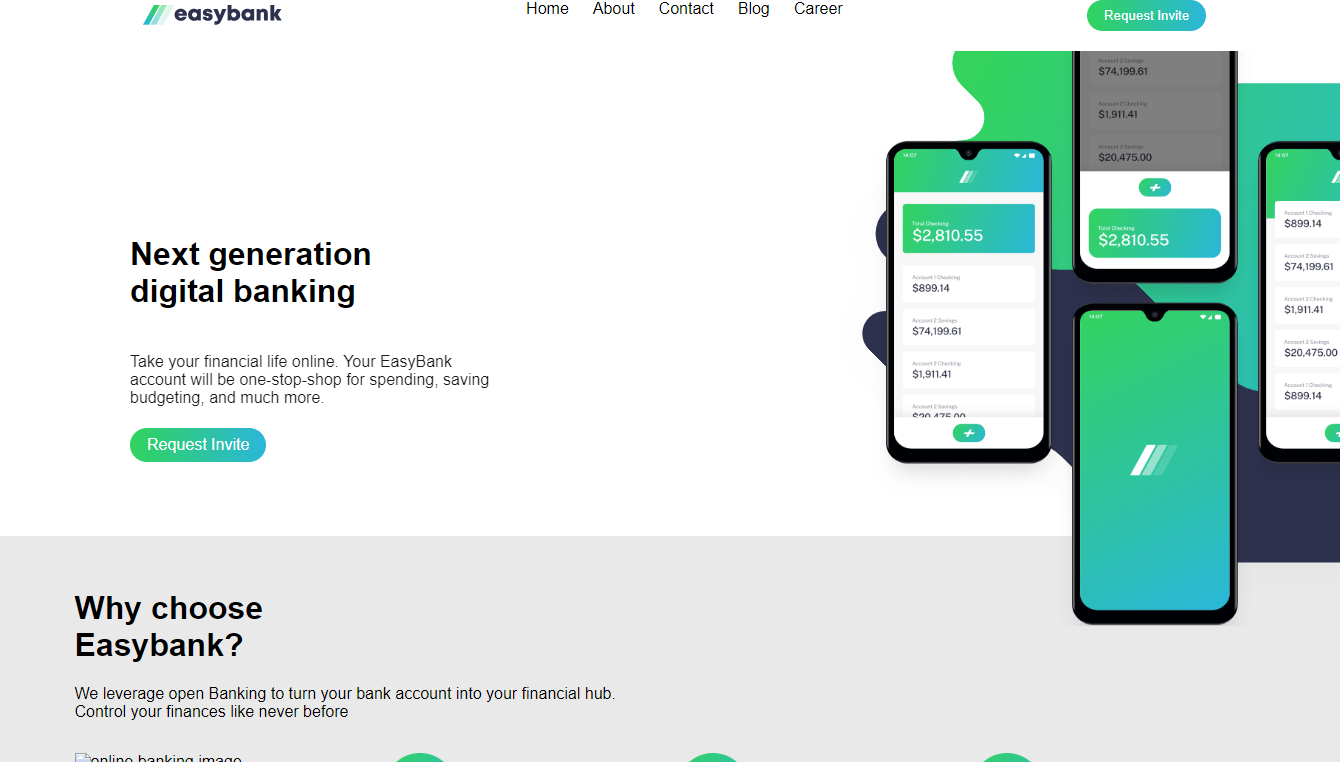 easybank
Home About Contact Blog Career
Request Invite
Next generation
digital banking
Take your financial life online. Your EasyBank
account will be one-stop-shop for spending, saving
budgeting, and much more.
Request Invite
14:07
Total Checking
$2,810.55
Account 1 Checking
$899.14
Account 2 Savings
$74,199.61
Account 2 Checking
$1,911.41
Account 2 Savings
$20,475.00
Account 2 Savings
$74,199.61
Account 2 Checking
$1,911.41
Account 2 Savings
$20,475.00
Total Checking
$2,810.55
14:07
14:07
Account 1 Checking
$899.14
Account 2 Savings
$74,199.61
Account 2 Checking
$1,911.41
Account 2 Savings
$20,475.00
Account 1 Checking
$899.14
Why choose
Easybank?
We leverage open Banking to turn your bank account into your financial hub.
Control your finances like never before
online banking image